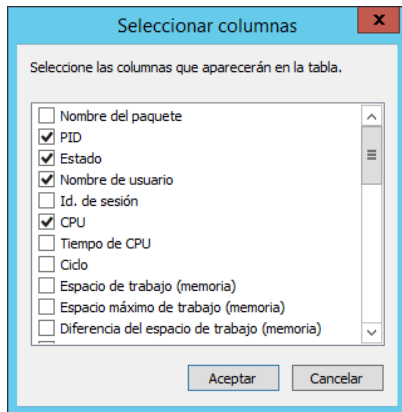 Seleccionar columnas
x
Seleccione las columnas que aparecerán en la tabla.
Nombre del paquete
PID
Estado
Nombre de usuario
Id. de sesión
CPU
Tiempo de CPU
Ciclo
Espacio de trabajo (memoria)
Espacio máximo de trabajo (memoria)
Diferencia del espacio de trabajo (memoria)
Aceptar Cancelar